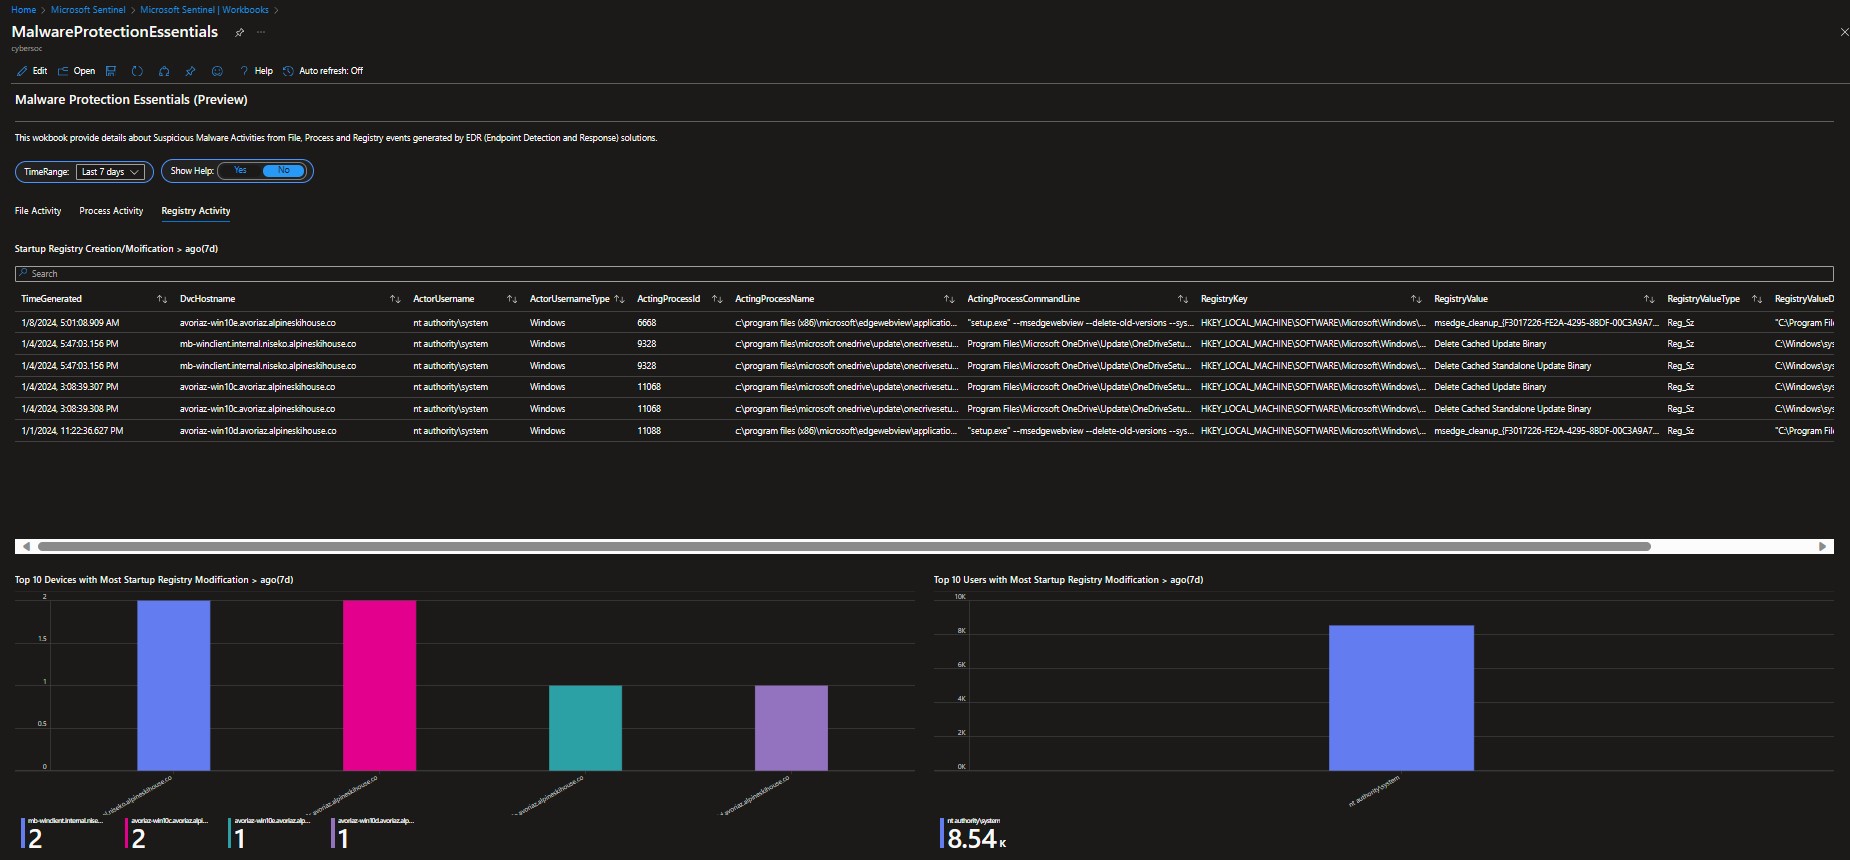 Home > Microsoft Sentinel > Microsoft Sentinel | Workbooks >
MalwareProtectionEssentials ...
cybersoc
Edit Open Help Auto refresh: Off
Malware Protection Essentials (Preview)
This wokbook provide details about Suspicious Malware Activities from File, Process and Registry events generated by EDR (Endpoint Detection and Response) solutions.
TimeRange: Last 7 days Show Help: Yes No
File Activity Process Activity Registry Activity
Startup Registry Creation/Moification > ago(7d)
Search
TimeGenerated DvcHostname ActorUsername ActorUsernameType ActingProcessId ActingProcessName ActingProcessCommandLine RegistryKey RegistryValue RegistryValueType RegistryValueD
1/8/2024, 5:01:08.909 AM avoriaz-win10e.avoriaz.alpineskihouse.co nt authority\system Windows 6668 c:\program files (x86)\microsoft\edgewebview\applicatio... "setup.exe" --msedgewebview --delete-old-versions --sys... HKEY_LOCAL_MACHINE\SOFTWARE\Microsoft\Windows\... msedge_cleanup_{F3017226-FE2A-4295-8BDF-00C3A9A7... Reg_Sz "C:\Program Fil
1/4/2024, 5:47:03.156 PM mb-winclient.internal.niseko.alpineskihouse.co nt authority\system Windows 9328 c:\program files\microsoft onedrive\update\onedrivesetu... Program Files\Microsoft OneDrive\Update\OneDriveSetu... HKEY_LOCAL_MACHINE\SOFTWARE\Microsoft\Windows\... Delete Cached Update Binary Reg_Sz C:\Windows\sys
1/4/2024, 5:47:03.156 PM mb-winclient.internal.niseko.alpineskihouse.co nt authority\system Windows 9328 c:\program files\microsoft onedrive\update\onedrivesetu... Program Files\Microsoft OneDrive\Update\OneDriveSetu... HKEY_LOCAL_MACHINE\SOFTWARE\Microsoft\Windows\... Delete Cached Standalone Update Binary Reg_Sz C:\Windows\sys
1/4/2024, 3:08:39.307 PM avoriaz-win10c.avoriaz.alpineskihouse.co nt authority\system Windows 11068 c:\program files\microsoft onedrive\update\onedrivesetu... Program Files\Microsoft OneDrive\Update\OneDriveSetu... HKEY_LOCAL_MACHINE\SOFTWARE\Microsoft\Windows\... Delete Cached Update Binary Reg_Sz C:\Windows\sys
1/4/2024, 3:08:39.308 PM avoriaz-win10c.avoriaz.alpineskihouse.co nt authority\system Windows 11068 c:\program files\microsoft onedrive\update\onedrivesetu... Program Files\Microsoft OneDrive\Update\OneDriveSetu... HKEY_LOCAL_MACHINE\SOFTWARE\Microsoft\Windows\... Delete Cached Standalone Update Binary Reg_Sz C:\Windows\sys
1/1/2024, 11:22:36.627 PM avoriaz-win10d.avoriaz.alpineskihouse.co nt authority\system Windows 11088 c:\program files (x86)\microsoft\edgewebview\applicatio... "setup.exe" --msedgewebview --delete-old-versions --sys... HKEY_LOCAL_MACHINE\SOFTWARE\Microsoft\Windows\... msedge_cleanup_{F3017226-FE2A-4295-8BDF-00C3A9A7... Reg_Sz "C:\Program Fil
Top 10 Devices with Most Startup Registry Modification > ago(7d)
2
1.5
1
0.5
0
l.niseko.alpineskihouse.co
avoriaz.alpineskihouse.co
avoriaz.alpineskihouse.co
avoriaz.alpineskihouse.co
mb-winclient.internal.nise...
2
avoriaz-win10c.avoriaz.alpi...
2
avoriaz-win10e.avoriaz.alp...
1
avoriaz-win10d.avoriaz.alp...
1
Top 10 Users with Most Startup Registry Modification > ago(7d)
10K
8K
6K
4K
2K
0K
nt authority\system
nt authority\system
8.54 K